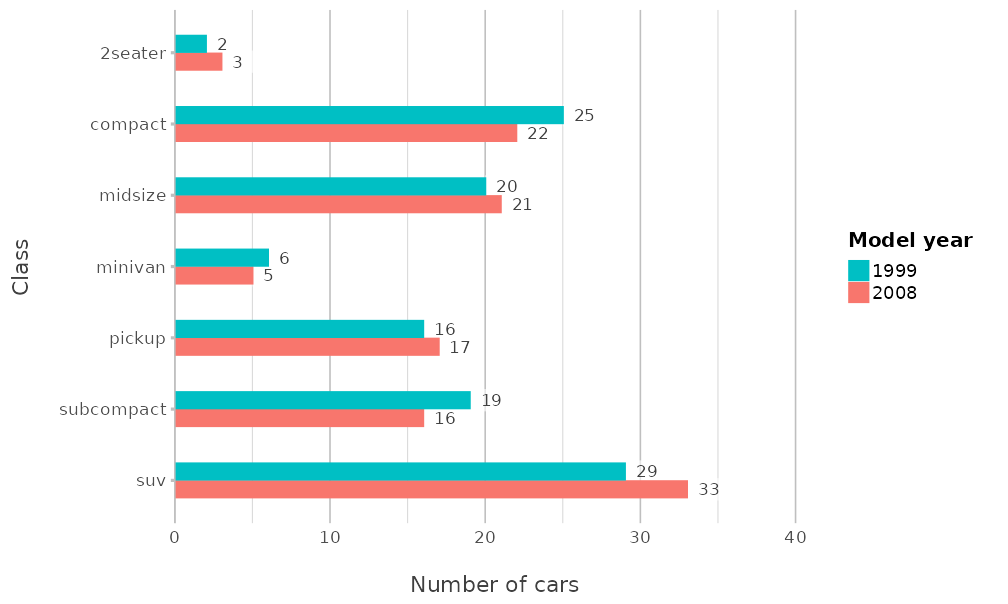 2seater
2
3
compact
25
22
midsize
20
21
minivan
6
5
pickup
16
17
subcompact
19
16
suv
29
33
0 10 20 30 40
Number of cars
Class
Model year
1999
2008